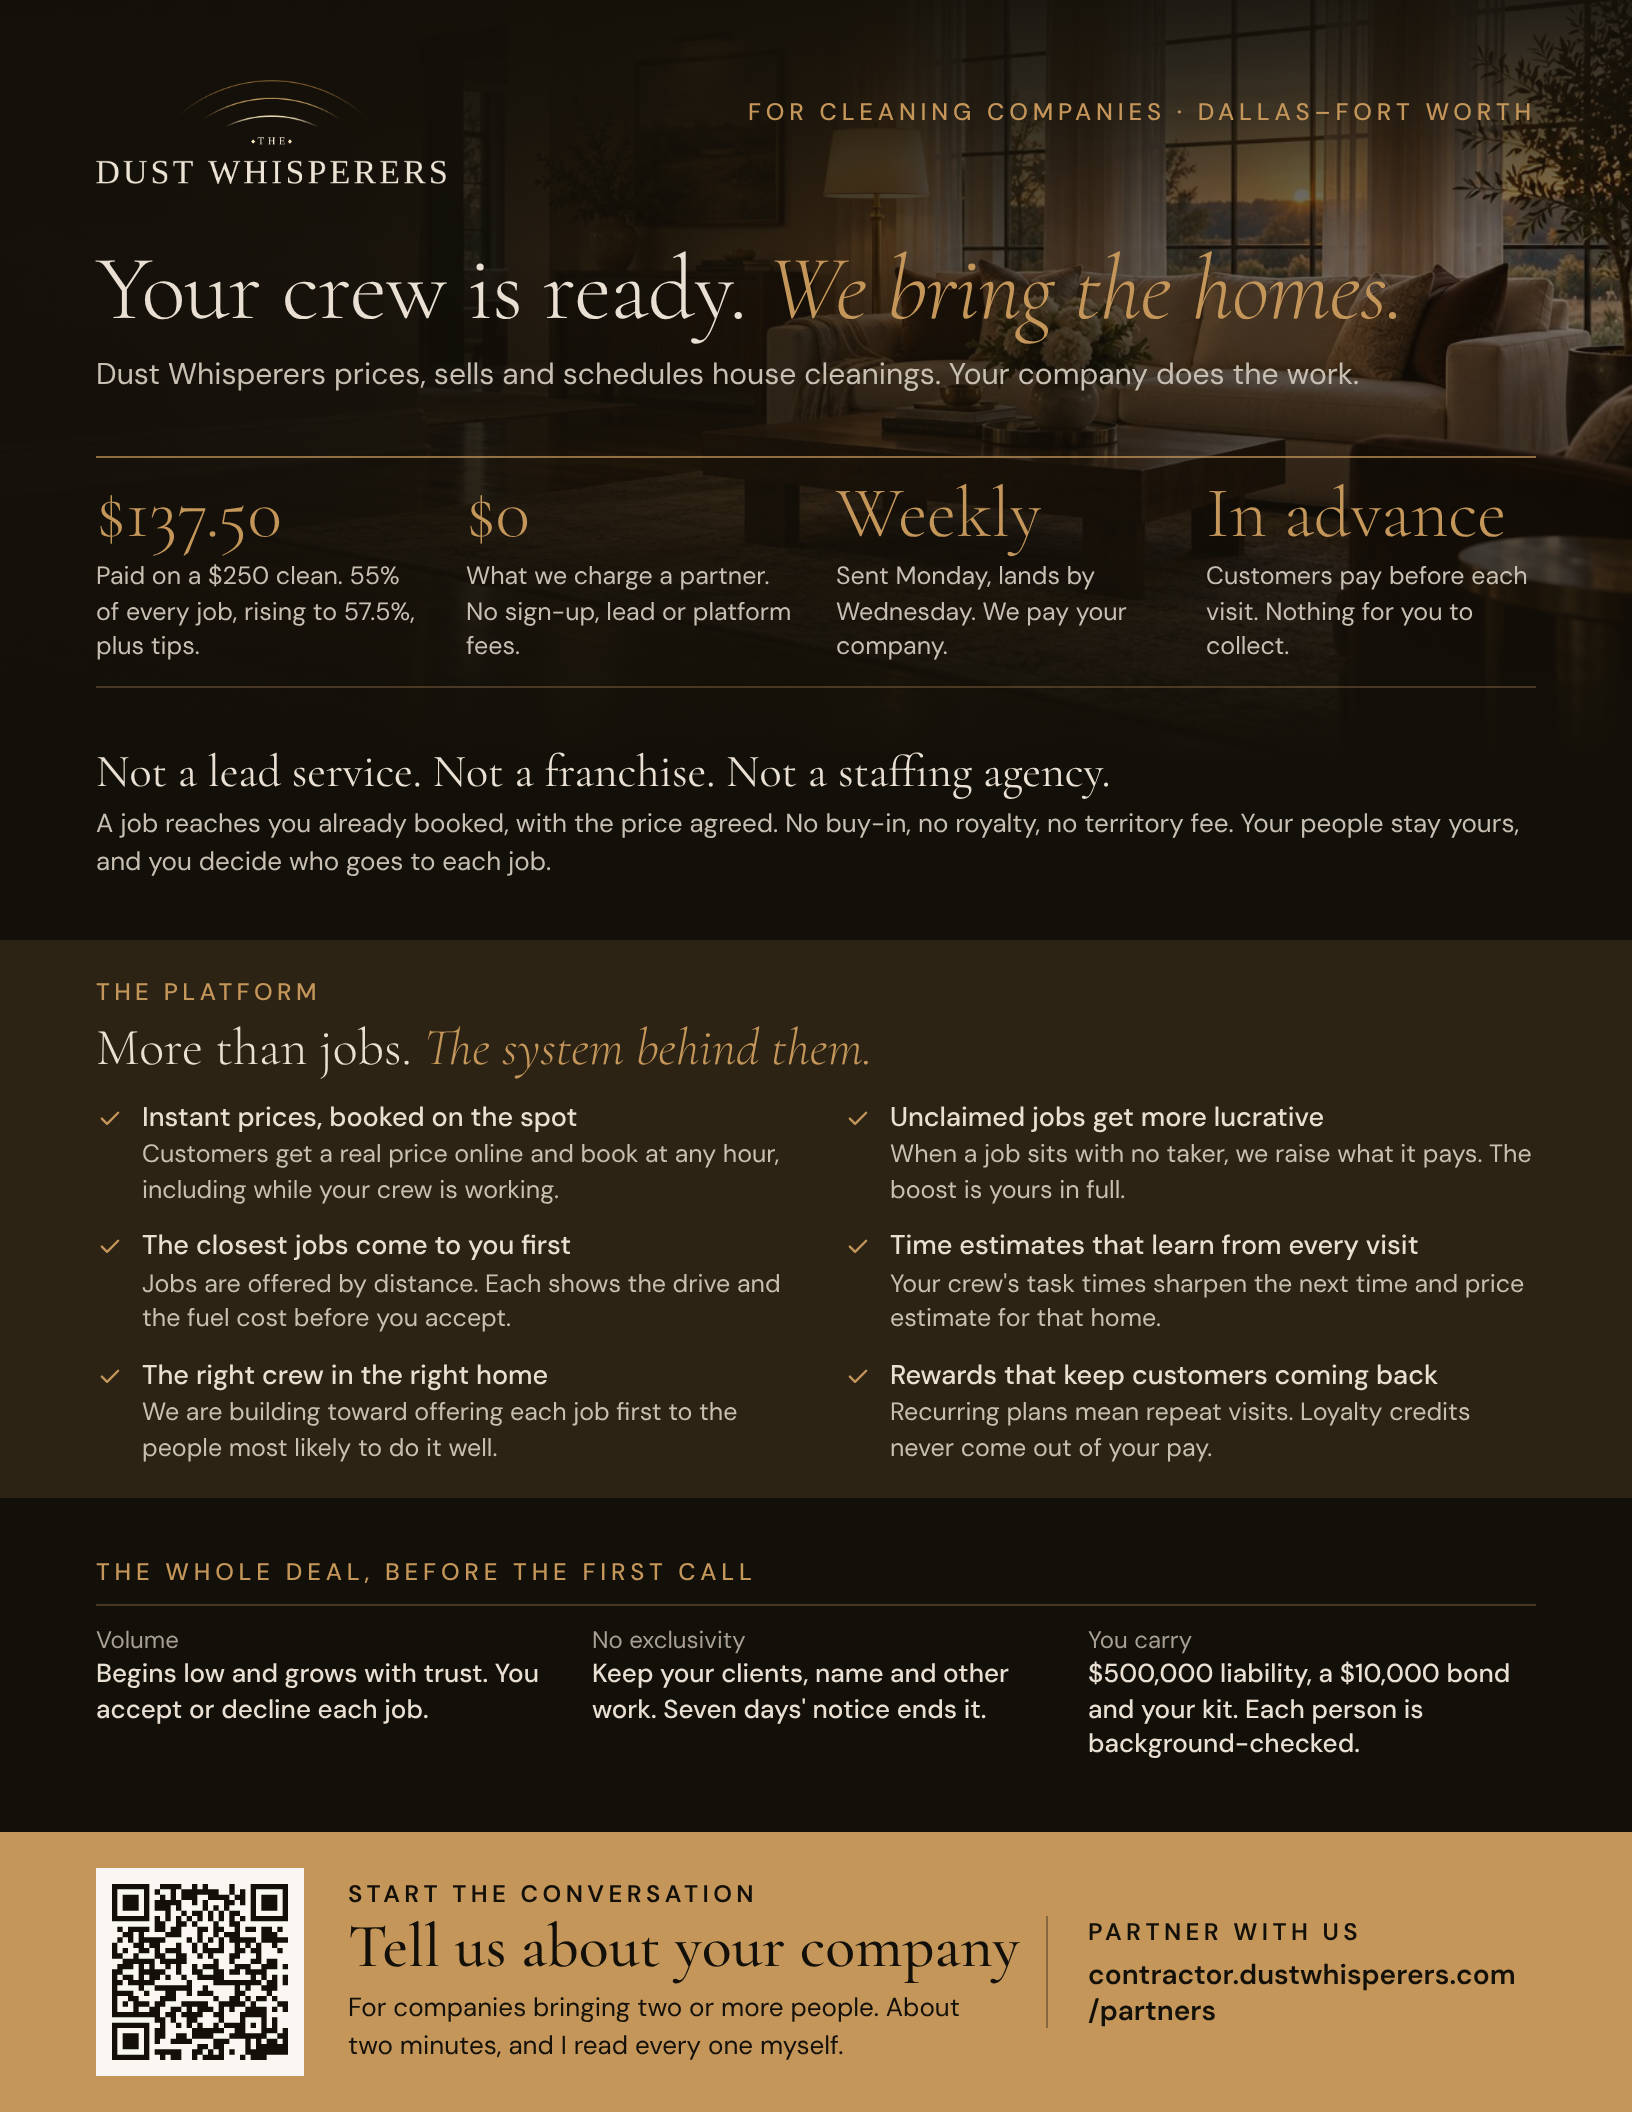 THE
DUST WHISPERERS
FOR CLEANING COMPANIES · DALLAS–FORT WORTH
Your crew is ready. We bring the homes.
Dust Whisperers prices, sells and schedules house cleanings. Your company does the work.
$137.50
Paid on a $250 clean. 55%
of every job, rising to 57.5%,
plus tips.
$0
What we charge a partner.
No sign-up, lead or platform
fees.
Weekly
Sent Monday, lands by
Wednesday. We pay your
company.
In advance
Customers pay before each
visit. Nothing for you to
collect.
Not a lead service. Not a franchise. Not a staffing agency.
A job reaches you already booked, with the price agreed. No buy-in, no royalty, no territory fee. Your people stay yours,
and you decide who goes to each job.
THE PLATFORM
More than jobs. The system behind them.
Instant prices, booked on the spot
Customers get a real price online and book at any hour,
including while your crew is working.
The closest jobs come to you first
Jobs are offered by distance. Each shows the drive and
the fuel cost before you accept.
The right crew in the right home
We are building toward offering each job first to the
people most likely to do it well.
Unclaimed jobs get more lucrative
When a job sits with no taker, we raise what it pays. The
boost is yours in full.
Time estimates that learn from every visit
Your crew's task times sharpen the next time and price
estimate for that home.
Rewards that keep customers coming back
Recurring plans mean repeat visits. Loyalty credits
never come out of your pay.
THE WHOLE DEAL, BEFORE THE FIRST CALL
Volume
Begins low and grows with trust. You
accept or decline each job.
No exclusivity
Keep your clients, name and other
work. Seven days' notice ends it.
You carry
$500,000 liability, a $10,000 bond
and your kit. Each person is
background-checked.
START THE CONVERSATION
Tell us about your company
For companies bringing two or more people. About
two minutes, and I read every one myself.
PARTNER WITH US
contractor.dustwhisperers.com
/partners